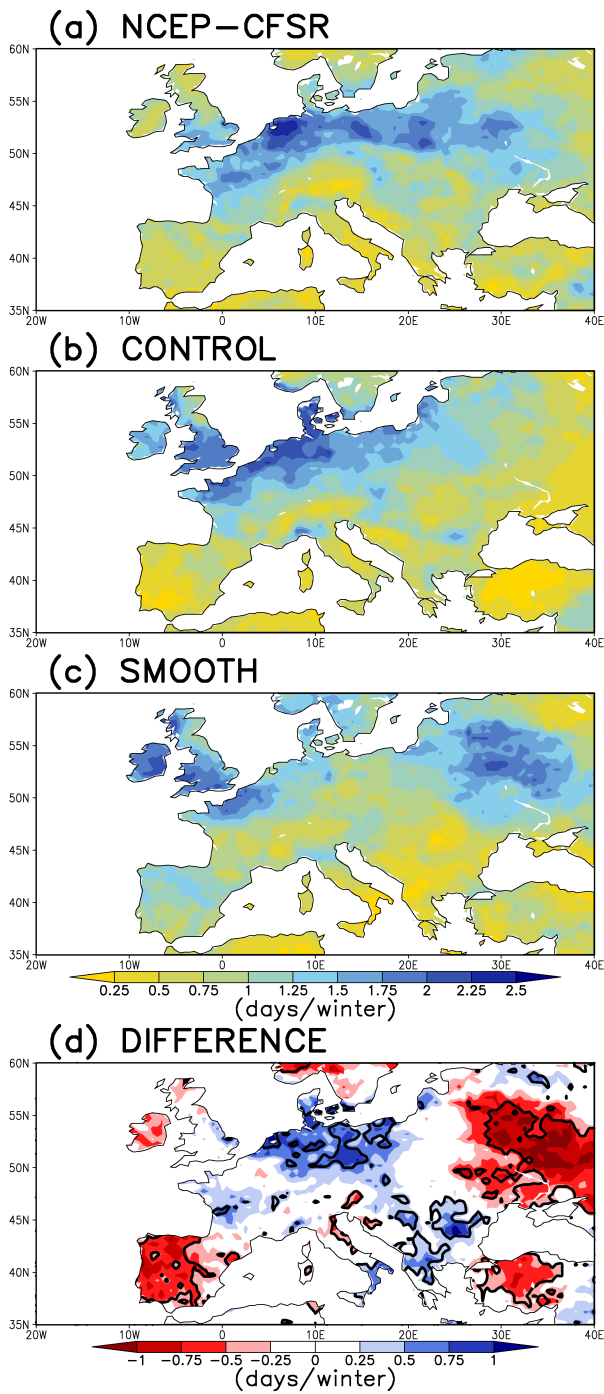 (a) NCEP−CFSR
60N
55N
50N
45N
40N
35N
20W 10W 0 10E 20E 30E 40E
(b) CONTROL
60N
55N
50N
45N
40N
35N
20W 10W 0 10E 20E 30E 40E
(c) SMOOTH
60N
55N
50N
45N
40N
35N
20W 10W 0 10E 20E 30E 40E
0.25 0.5 0.75 1 1.25 1.5 1.75 2 2.25 2.5
(days/winter)
(d) DIFFERENCE
60N
55N
50N
45N
40N
35N
20W 10W 0 10E 20E 30E 40E
−1 −0.75 −0.5 −0.25 0 0.25 0.5 0.75 1
(days/winter)